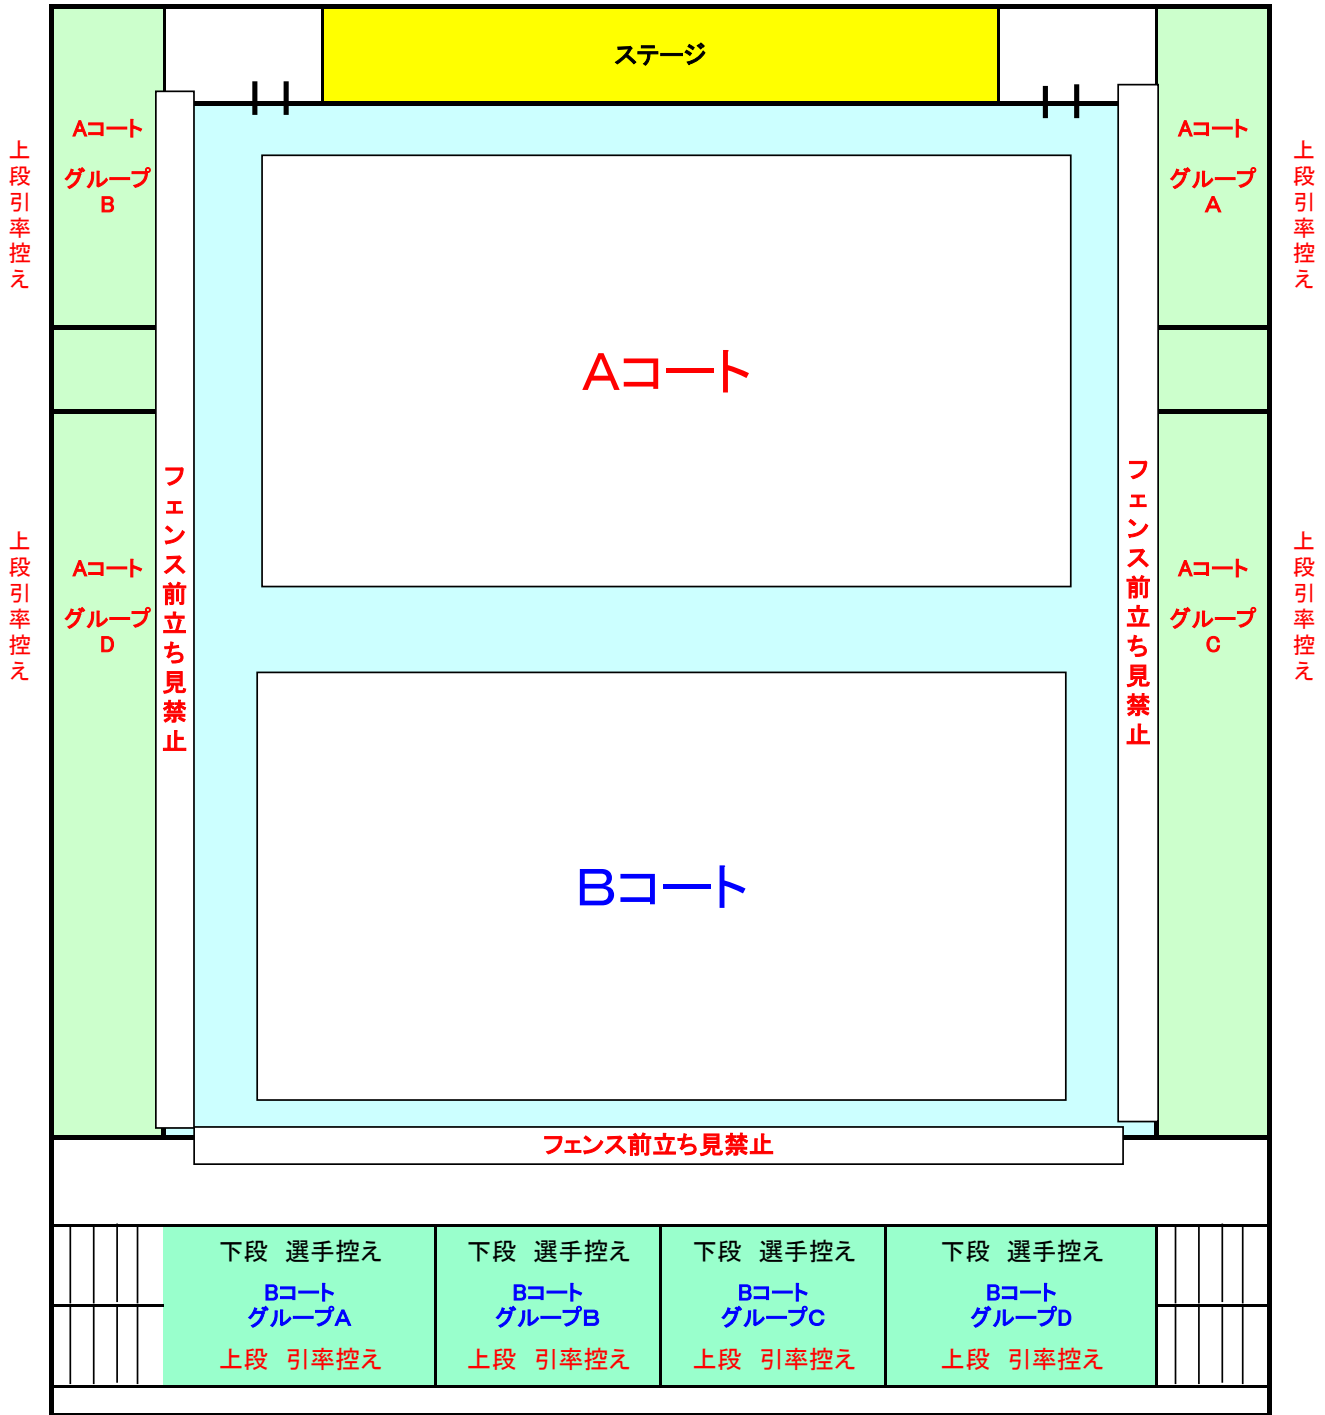 ステージ
Aコート
グループ
B
上段引率控え
Aコート
グループ
A
上段引率控え
Aコート
フェンス前立ち見禁止
フェンス前立ち見禁止
Aコート
グループ
D
上段引率控え
Aコート
グループ
C
上段引率控え
Bコート
フェンス前立ち見禁止
下段　選手控え
Bコート
グループA
上段　引率控え
下段　選手控え
Bコート
グループB
上段　引率控え
下段　選手控え
Bコート
グループC
上段　引率控え
下段　選手控え
Bコート
グループD
上段　引率控え